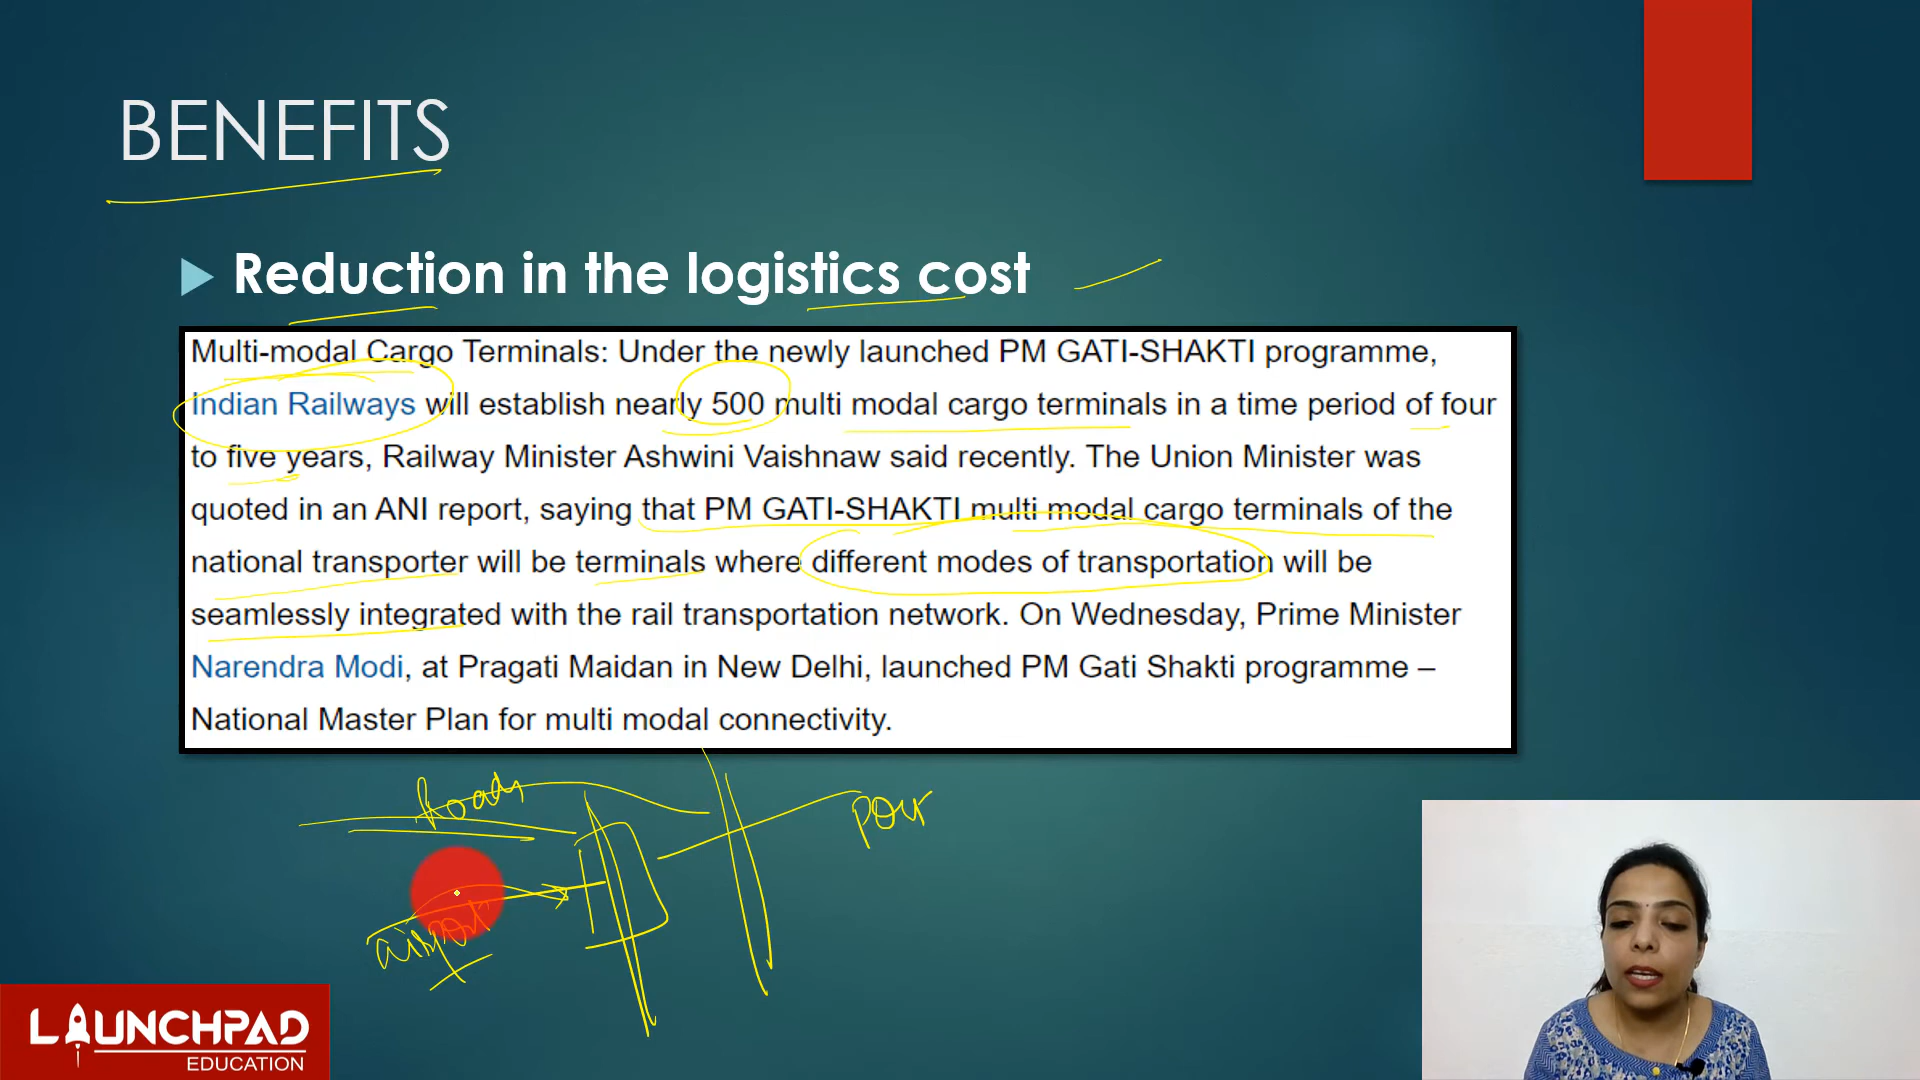 BENEFITS
Reduction in the logistics cost
Multi-modal Cargo Terminals: Under the newly launched PM GATI-SHAKTI programme,
Indian Railways will establish nearly 500 multi modal cargo terminals in a time period of four
to five years, Railway Minister Ashwini Vaishnaw said recently. The Union Minister was
quoted in an ANI report, saying that PM GATI-SHAKTI multi modal cargo terminals of the
national transporter will be terminals where different modes of transportation will be
seamlessly integrated with the rail transportation network. On Wednesday, Prime Minister
Narendra Modi, at Pragati Maidan in New Delhi, launched PM Gati Shakti programme –
National Master Plan for multi modal connectivity.
airport
LAUNCHPAD
EDUCATION